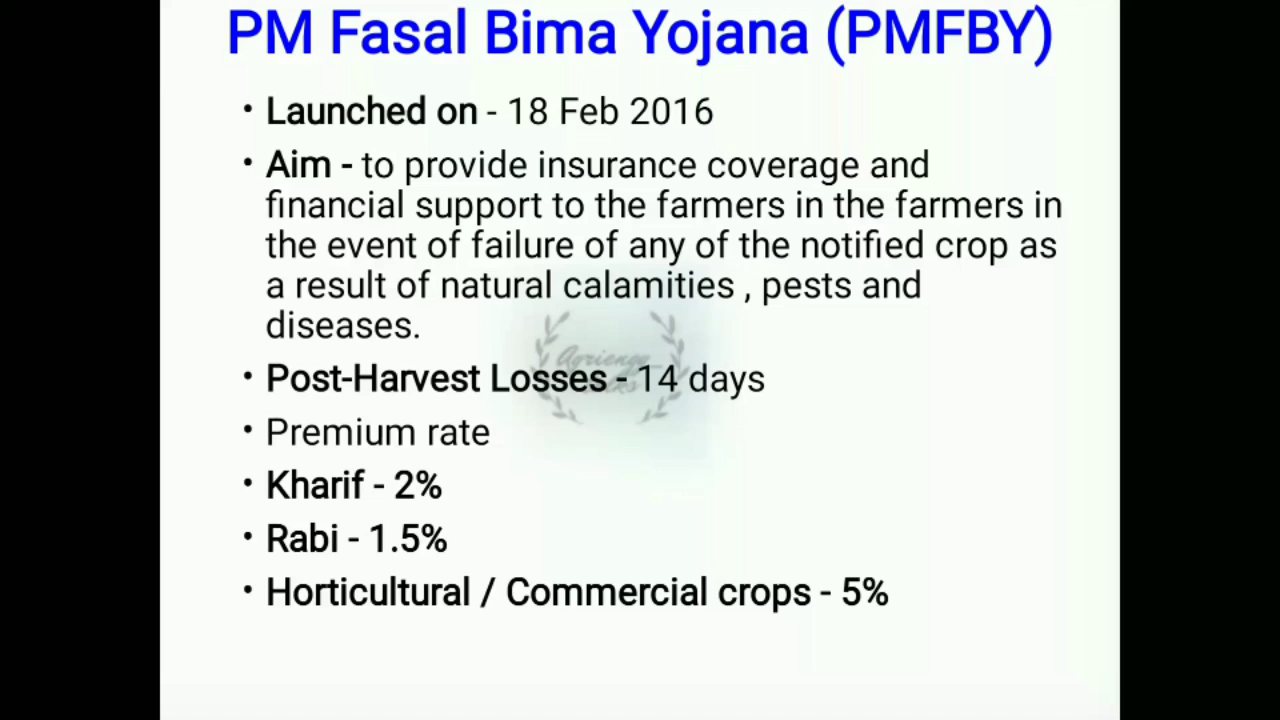 PM Fasal Bima Yojana (PMFBY)
• Launched on - 18 Feb 2016
• Aim - to provide insurance coverage and
financial support to the farmers in the farmers in
the event of failure of any of the notified crop as
a result of natural calamities , pests and
diseases.
• Post-Harvest Losses - 14 days
• Premium rate
• Kharif - 2%
• Rabi - 1.5%
• Horticultural / Commercial crops - 5%